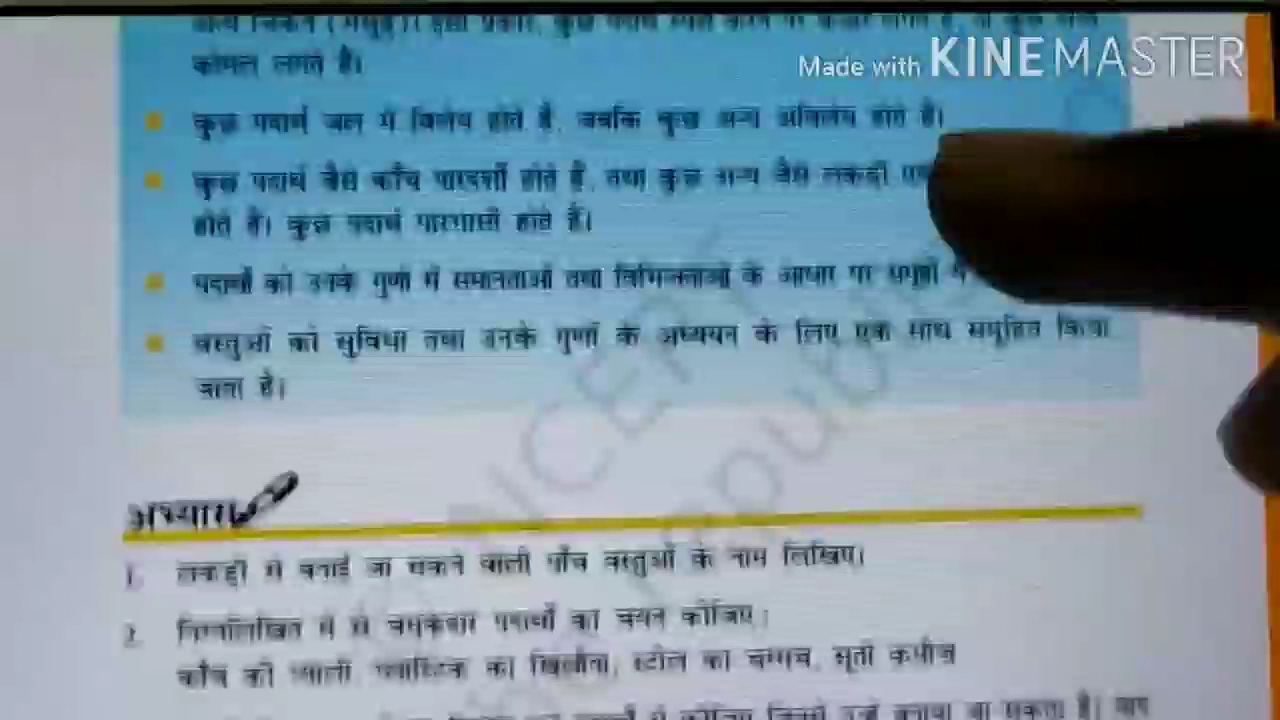 Made with KINEMASTER
कोमल लगते हैं।
कुछ पदार्थ जल में विलेय होते हैं, जबकि कुछ अन्य अविलेय होते हैं।
कुछ पदार्थ जैसे काँच पारदर्शी होते हैं, तथा कुछ अन्य जैसे लकड़ी
होते हैं। कुछ पदार्थ पारभासी होते हैं।
पदार्थों को उनके गुणों में समानताओं तथा विभिन्नताओं के आधार पर समूहों में
वस्तुओं को सुविधा तथा उनके गुणों के अध्ययन के लिए एक साथ समूहित किया
जाता है।
अभ्यास
1. लकड़ी से बनाई जा सकने वाली पाँच वस्तुओं के नाम लिखिए।
2. निम्नलिखित में से चमकदार पदार्थों का चयन कीजिए :
काँच की प्याली, प्लास्टिक का खिलौना, स्टील का चम्मच, सूती कमीज़